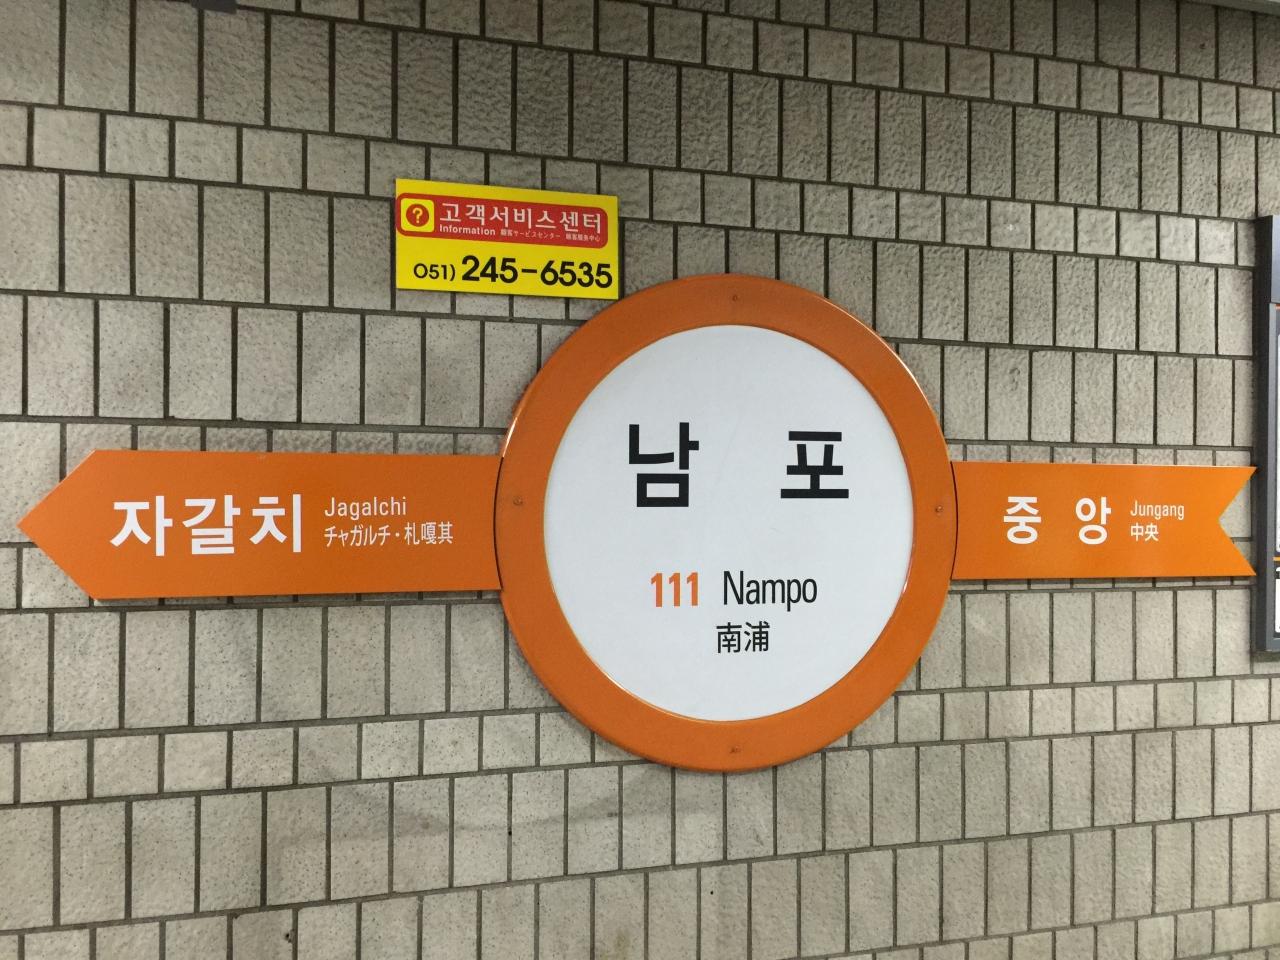 ?
고객서비스센터
Information 顧客サービスセンター 顾客服务中心
051) 245-6535
자갈치
Jagalchi
チャガルチ・札嘎其
남 포
111 Nampo
南浦
중 앙
Jungang
中央